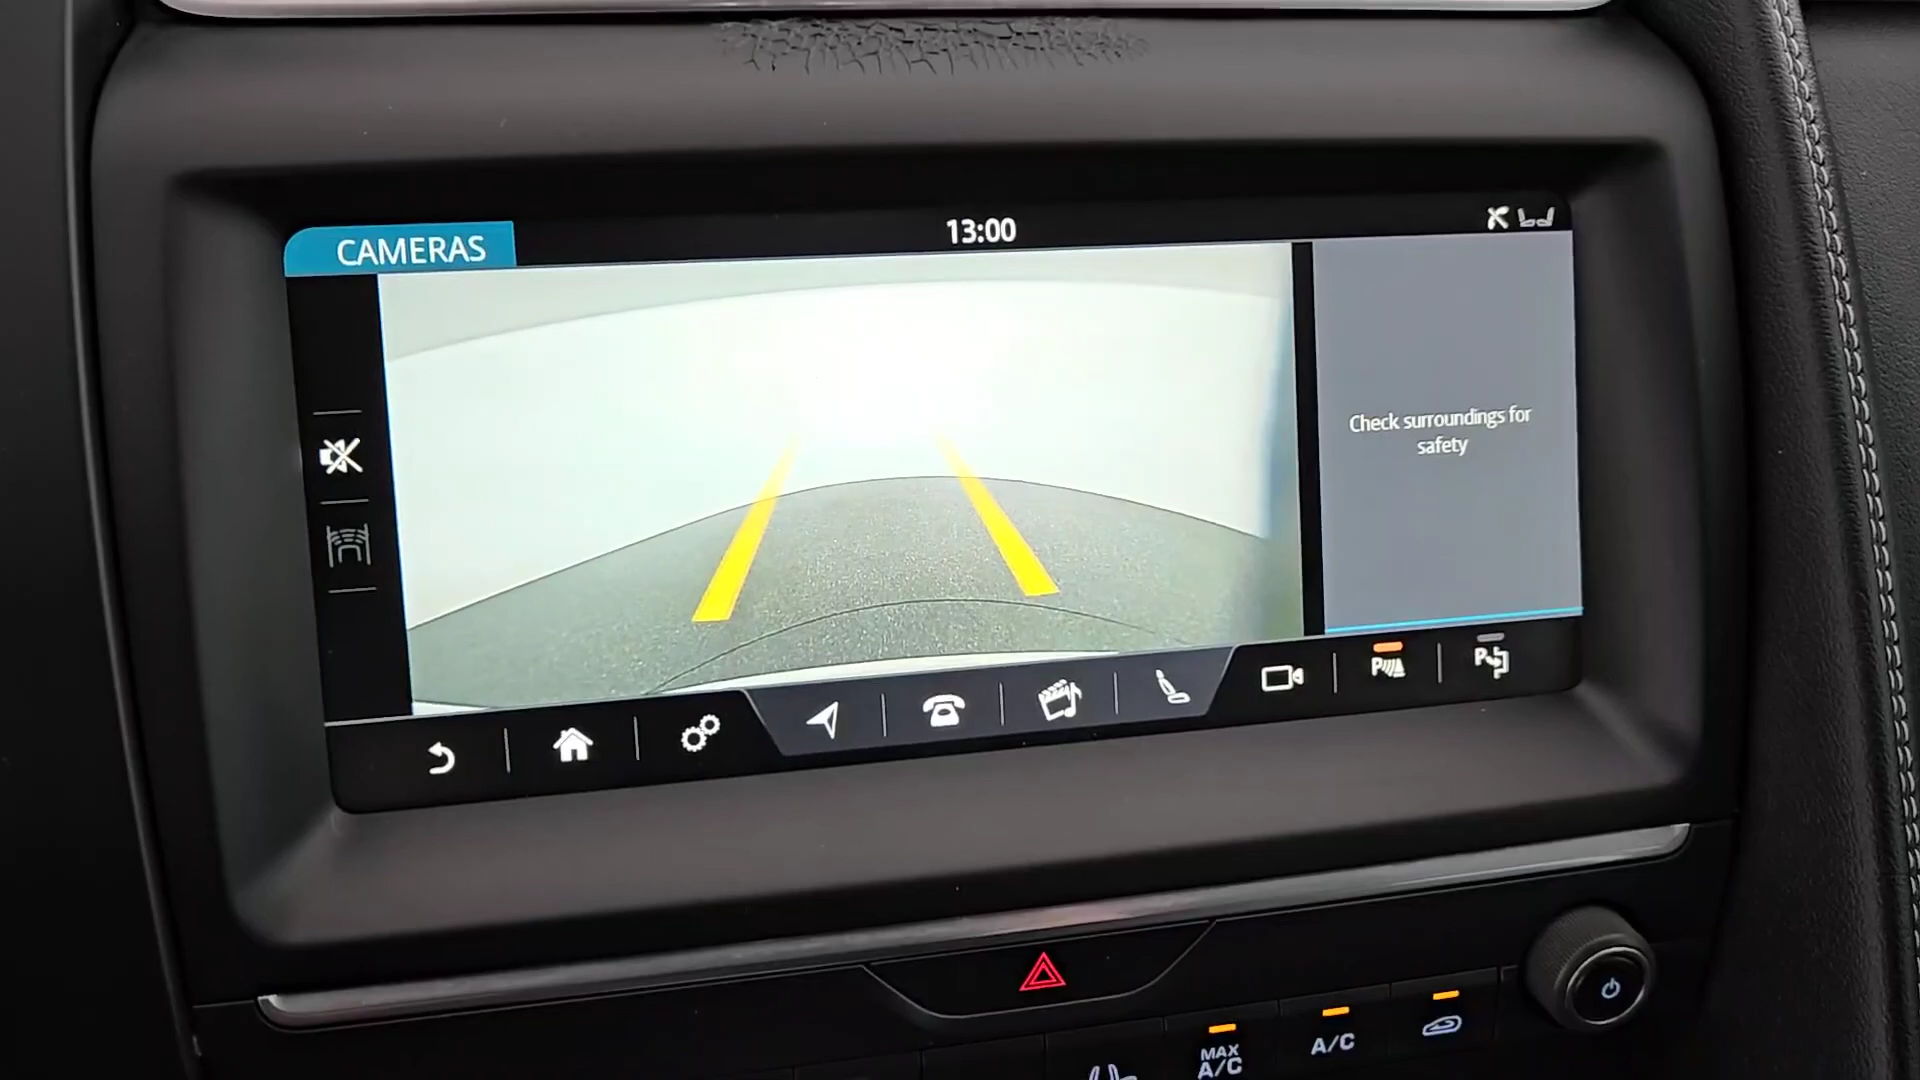 CAMERAS
13:00
Check surroundings for
safety
P
P
MAX
A/C
A/C